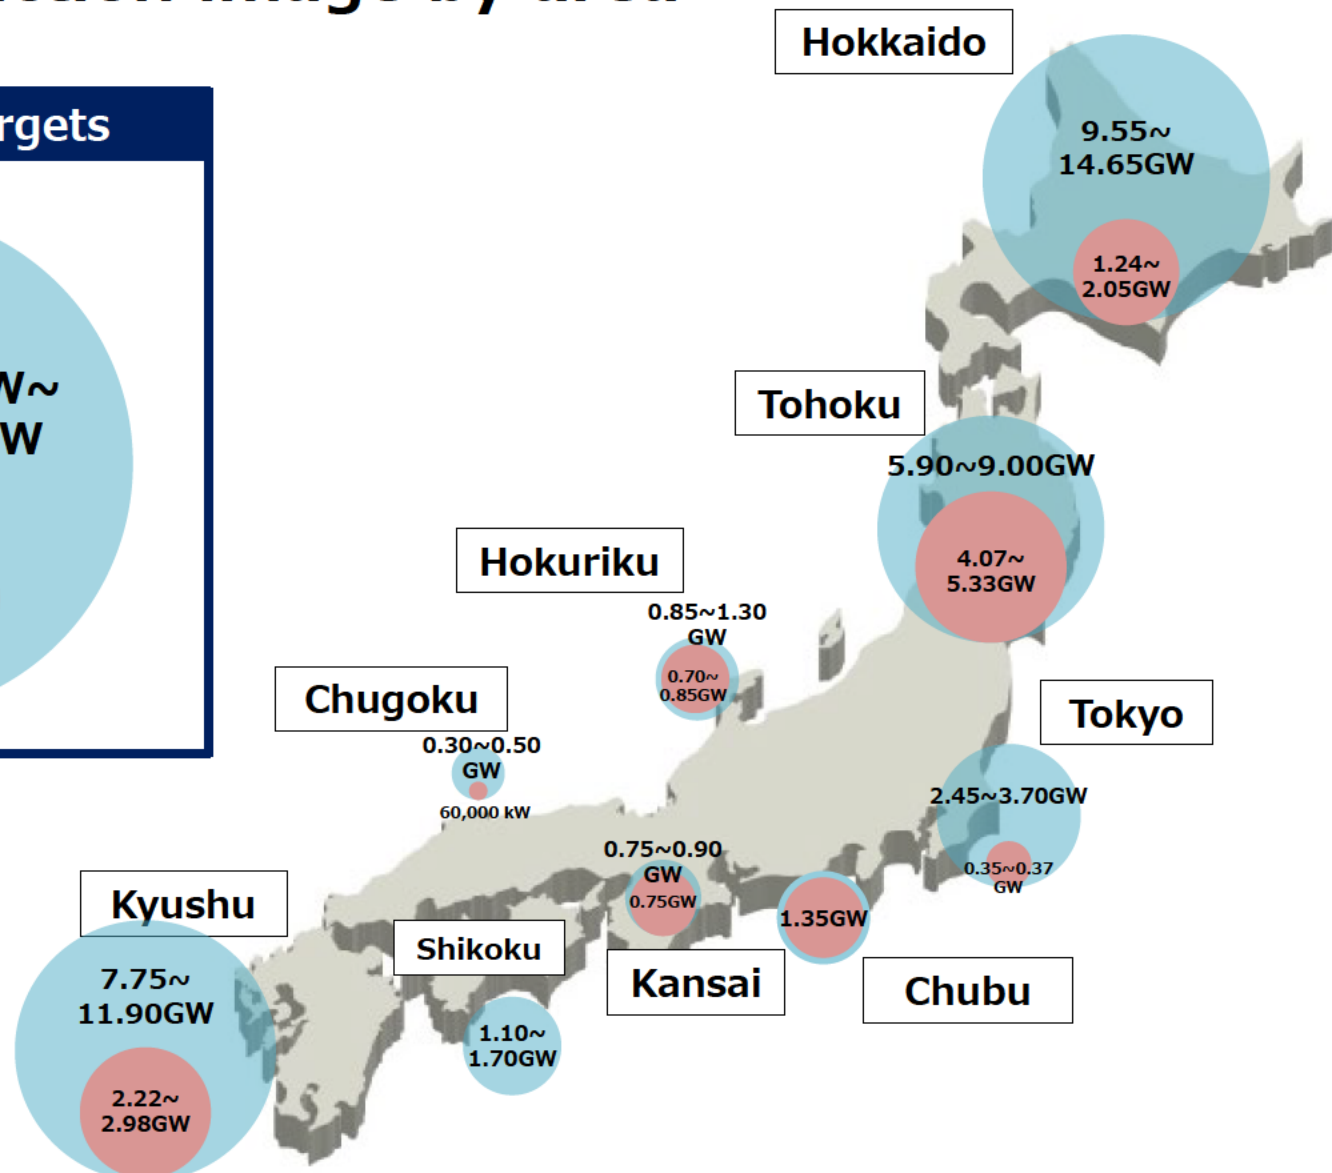 by area
rgets
W~
W
Hokkaido
9.55~
14.65GW
1.24~
2.05GW
Tohoku
5.90~9.00GW
4.07~
5.33GW
Hokuriku
0.85~1.30
GW
0.70~
0.85GW
Chugoku
0.30~0.50
GW
60,000 kW
Tokyo
2.45~3.70GW
0.35~0.37
GW
0.75~0.90
GW
0.75GW
Kansai
1.35GW
Chubu
Kyushu
7.75~
11.90GW
2.22~
2.98GW
Shikoku
1.10~
1.70GW